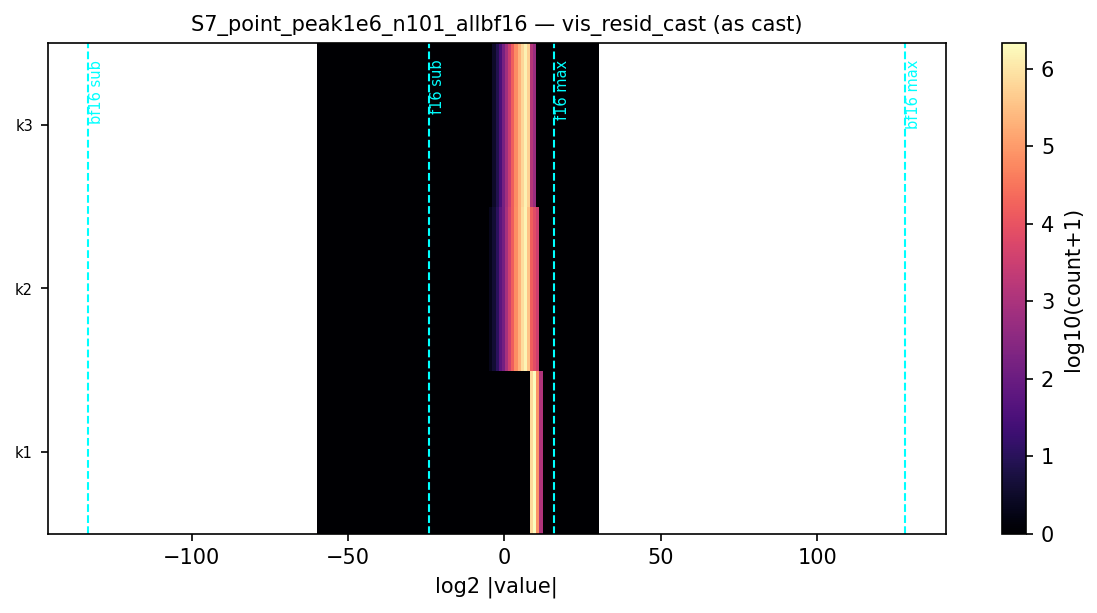 S7_point_peak1e6_n101_allbf16 — vis_resid_cast (as cast)
bf16 sub
f16 sub
f16 max
bf16 max
k3
k2
k1
−100
−50
0
50
100
log2 |value|
6
5
4
3
2
1
0
log10(count+1)